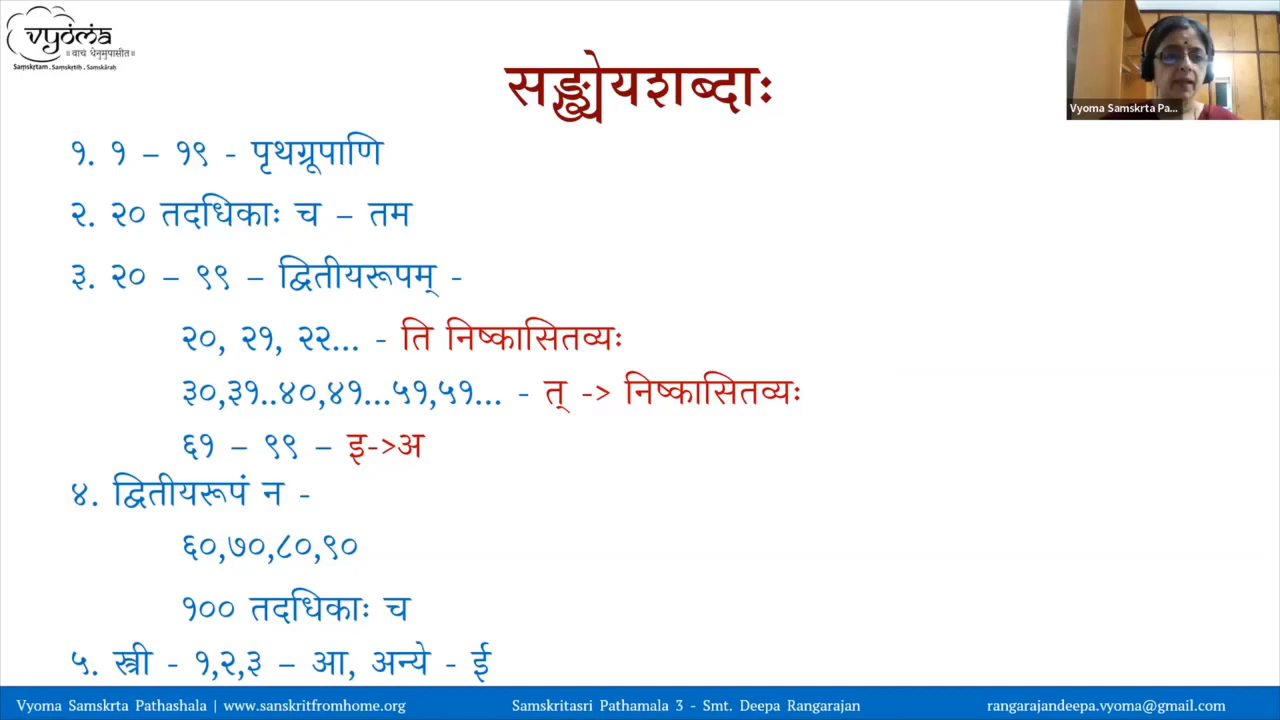 vyoma
॥ वाचं धेनुमुपासीत ॥
Saṃskṛtam . Saṃskṛtiḥ . Saṃskāraḥ
Vyoma Samskrta Pa...
सङ्ख्येयशब्दाः
१. १ – १९ - पृथग्रूपाणि
२. २० तदधिकाः च – तम
३. २० – ९९ – द्वितीयरूपम् -
२०, २१, २२... - ति निष्कासितव्यः
३०,३१..४०,४१...५१,५१... - त् -> निष्कासितव्यः
६१ – ९९ – इ->अ
४. द्वितीयरूपं न -
६०,७०,८०,९०
१०० तदधिकाः च
५. स्त्री - १,२,३ – आ, अन्ये - ई
Vyoma Samskrta Pathashala | www.sanskritfromhome.org
Samskritasri Pathamala 3 - Smt. Deepa Rangarajan
rangarajandeepa.vyoma@gmail.com